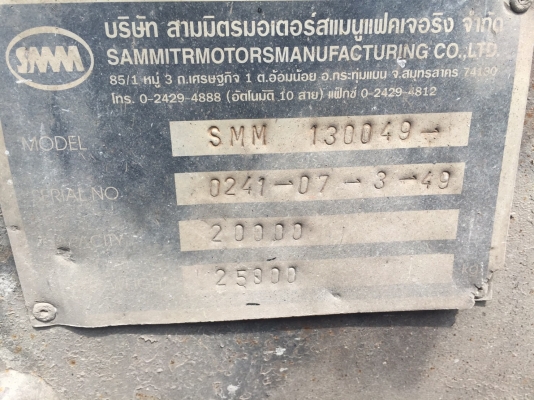 บริษัท สามมิตรมอเตอร์สแมนูแฟคเจอริง จำกัด
SMM SAMMITRMOTORSMANUFACTURING CO.,LTD.
85/1 หมู่ 3 ถ.เศรษฐกิจ 1 ต.อ้อมน้อย อ.กระทุ่มแบน จ.สมุทรสาคร 74130
โทร. 0-2429-4888 (อัตโนมัติ 10 สาย) แฟ็กซ์ 0-2429-4812
MODEL SMM 130049-
SERIAL NO 0241-07-3-49
20000
25800